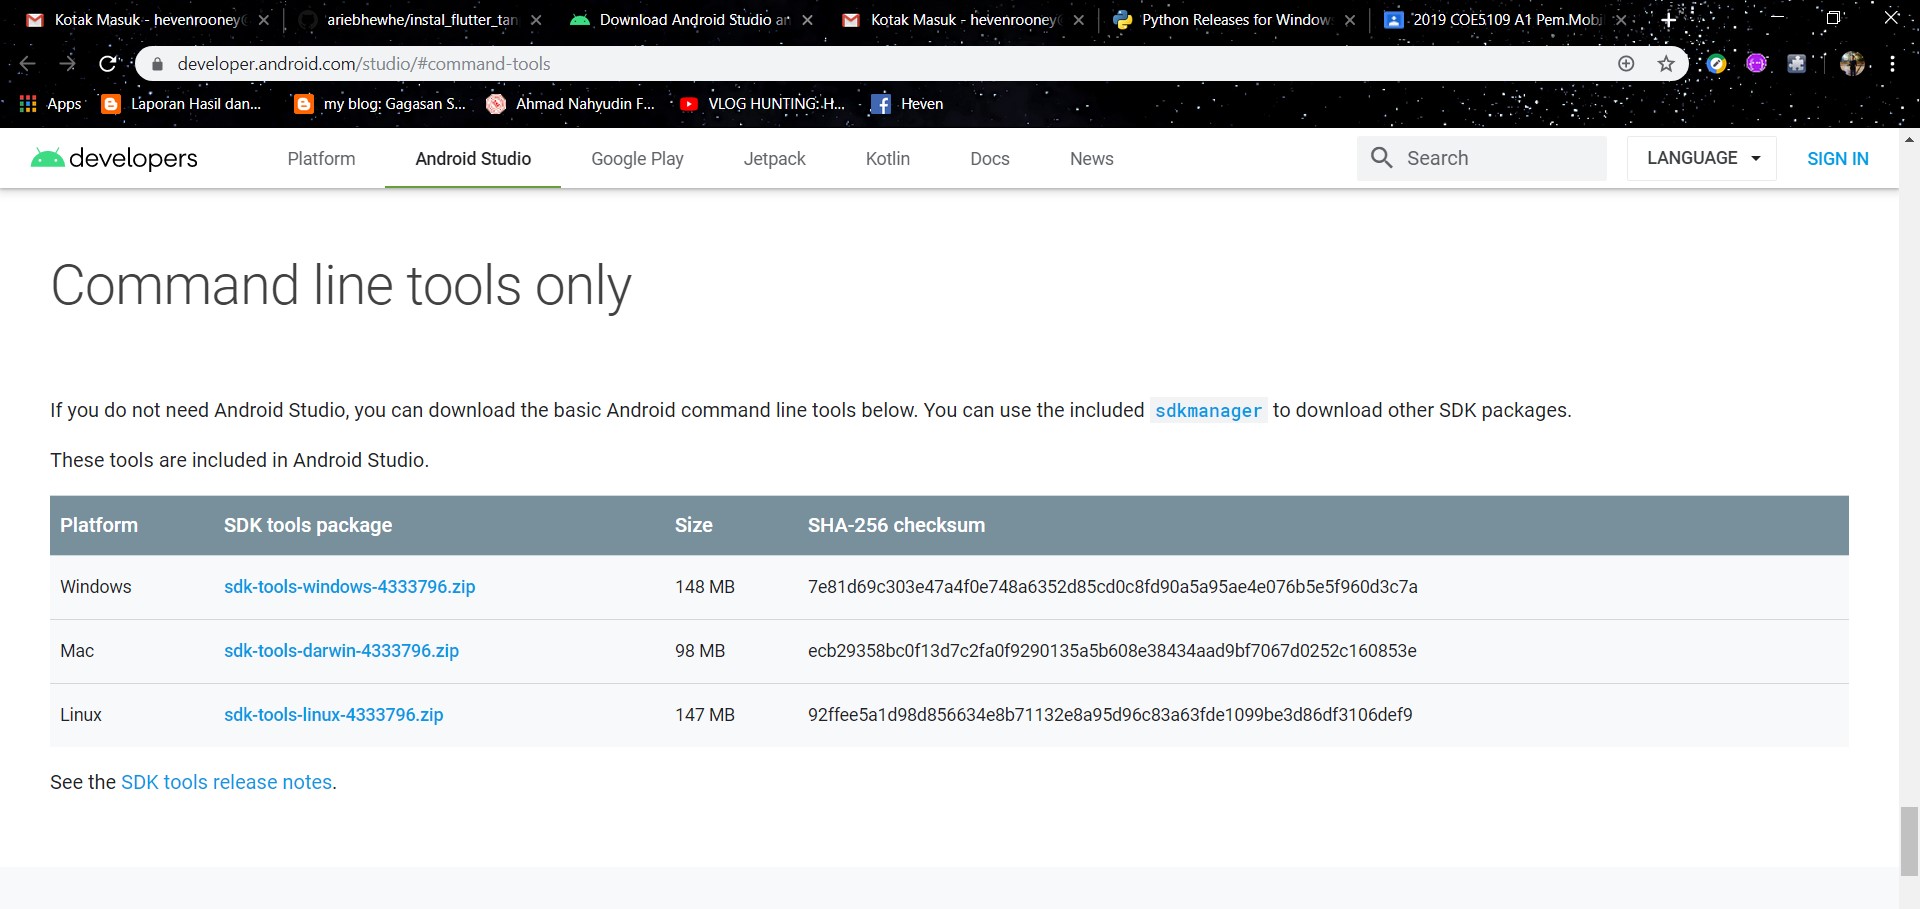 Kotak Masuk - hevenrooney
ariebhewhe/instal_flutter_tan
Download Android Studio an
Kotak Masuk - hevenrooney
Python Releases for Window
2019 COE5109 A1 Pem.Mobi
developer.android.com/studio/#command-tools
Apps
Laporan Hasil dan...
my blog: Gagasan S...
Ahmad Nahyudin F...
VLOG HUNTING: H...
Heven
developers
Platform
Android Studio
Google Play
Jetpack
Kotlin
Docs
News
Search
LANGUAGE
SIGN IN
Command line tools only
If you do not need Android Studio, you can download the basic Android command line tools below. You can use the included sdkmanager to download other SDK packages.
These tools are included in Android Studio.
Platform SDK tools package Size SHA-256 checksum
Windows sdk-tools-windows-4333796.zip 148 MB 7e81d69c303e47a4f0e748a6352d85cd0c8fd90a5a95ae4e076b5e5f960d3c7a
Mac sdk-tools-darwin-4333796.zip 98 MB ecb29358bc0f13d7c2fa0f9290135a5b608e38434aad9bf7067d0252c160853e
Linux sdk-tools-linux-4333796.zip 147 MB 92ffee5a1d98d856634e8b71132e8a95d96c83a63fde1099be3d86df3106def9
See the SDK tools release notes.